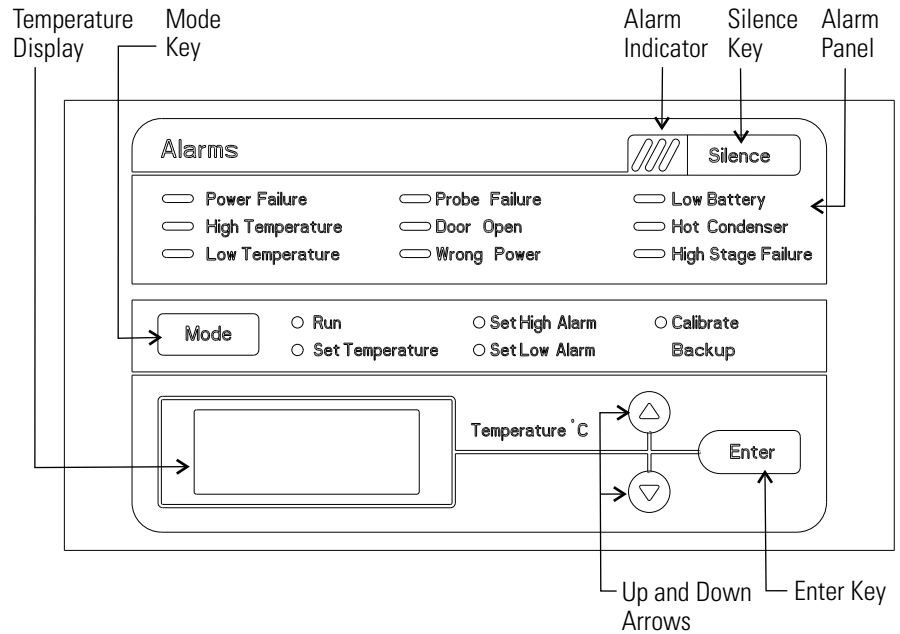 Temperature Display
Mode Key
Alarm Indicator
Silence Key
Alarm Panel
Alarms
Silence
Power Failure
Probe Failure
Low Battery
High Temperature
Door Open
Hot Condenser
Low Temperature
Wrong Power
High Stage Failure
Mode
Run
Set High Alarm
Calibrate
Set Temperature
Set Low Alarm
Backup
Temperature °C
Enter
Up and Down Arrows
Enter Key